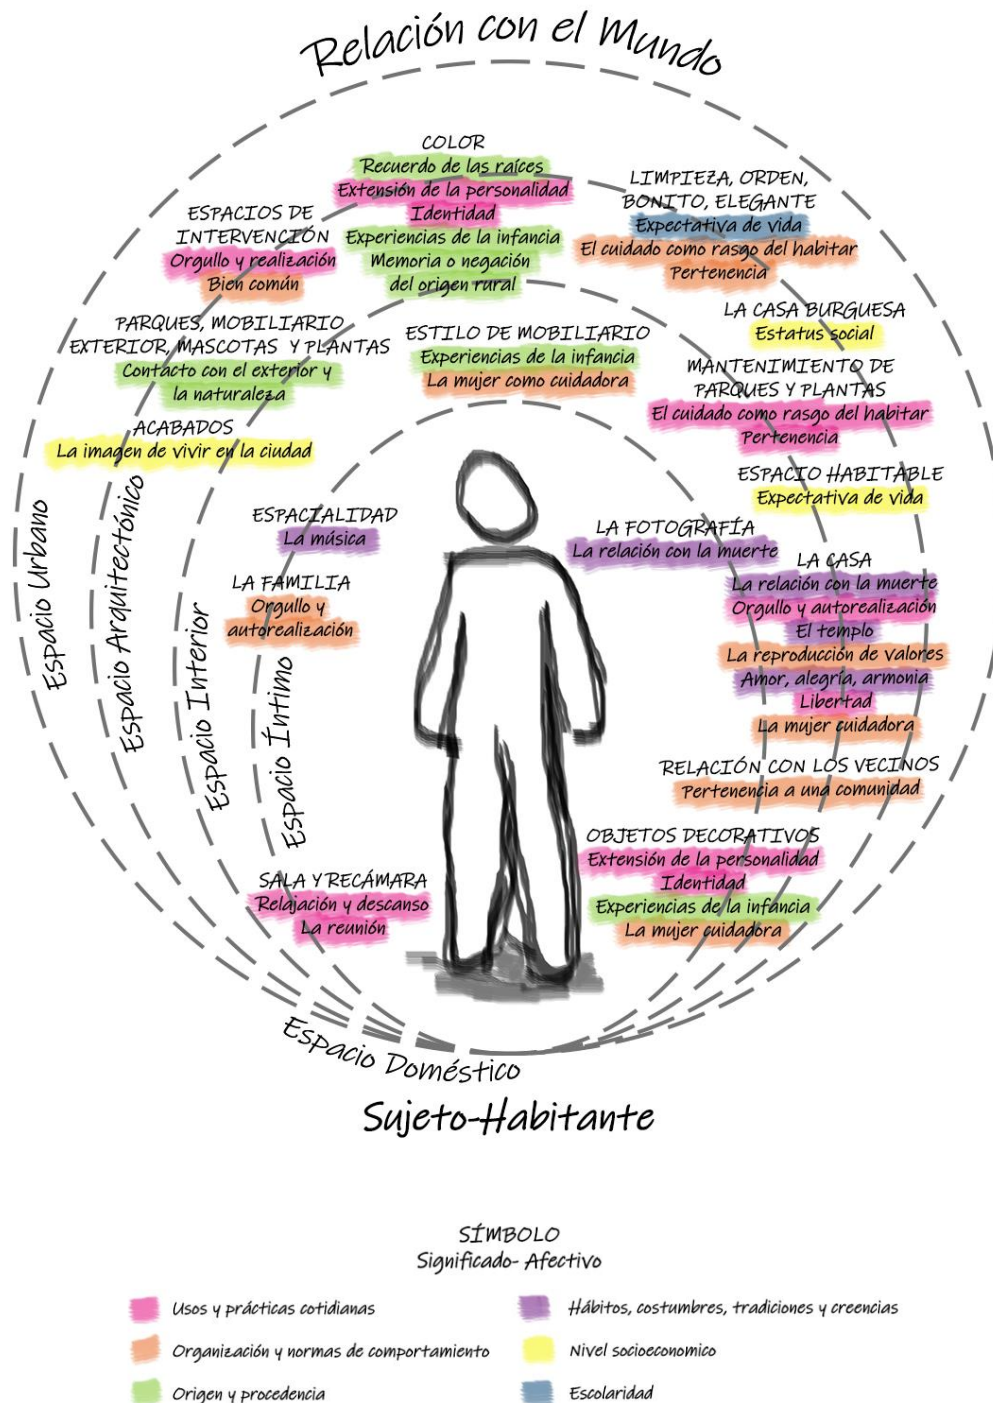 Relación con el Mundo
COLOR
Recuerdo de las raíces
Extensión de la personalidad
Identidad
Experiencias de la infancia
Memoria o negación
del origen rural
LIMPIEZA, ORDEN,
BONITO, ELEGANTE
Expectativa de vida
El cuidado como rasgo del habitar
Pertenencia
ESPACIOS DE
INTERVENCIÓN
Orgullo y realización
Bien común
LA CASA BURGUESA
Estatus social
PARQUES, MOBILIARIO
EXTERIOR, MASCOTAS Y PLANTAS
Contacto con el exterior y
la naturaleza
ESTILO DE MOBILIARIO
Experiencias de la infancia
La mujer como cuidadora
MANTENIMIENTO DE
PARQUES Y PLANTAS
El cuidado como rasgo del habitar
Pertenencia
ACABADOS
La imagen de vivir en la ciudad
ESPACIO HABITABLE
Expectativa de vida
ESPACIALIDAD
La música
LA FOTOGRAFÍA
La relación con la muerte
LA FAMILIA
Orgullo y
autorealización
LA CASA
La relación con la muerte
Orgullo y autorealización
El templo
La reproducción de valores
Amor, alegría, armonia
Libertad
La mujer cuidadora
Espacio Urbano
Espacio Arquitectónico
Espacio Interior
Espacio Íntimo
RELACIÓN CON LOS VECINOS
Pertenencia a una comunidad
OBJETOS DECORATIVOS
Extensión de la personalidad
Identidad
Experiencias de la infancia
La mujer cuidadora
SALA Y RECÁMARA
Relajación y descanso
La reunión
Espacio Doméstico
Sujeto-Habitante
SÍMBOLO
Significado- Afectivo
Usos y prácticas cotidianas
Hábitos, costumbres, tradiciones y creencias
Organización y normas de comportamiento
Nivel socioeconomico
Origen y procedencia
Escolaridad